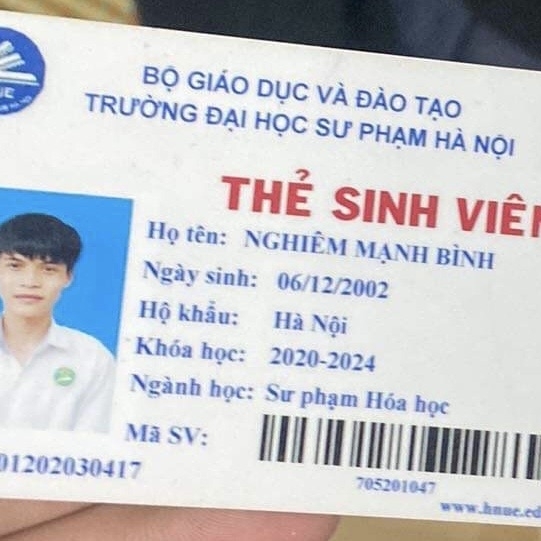 BỘ GIÁO DỤC VÀ ĐÀO TẠO
TRƯỜNG ĐẠI HỌC SƯ PHẠM HÀ NỘI
THẺ SINH VIÊN
Họ tên: NGHIÊM MẠNH BÌNH
Ngày sinh: 06/12/2002
Hộ khẩu: Hà Nội
Khóa học: 2020-2024
Ngành học: Sư phạm Hóa học
Mã SV:
01202030417
705201047
www.hnue.ed